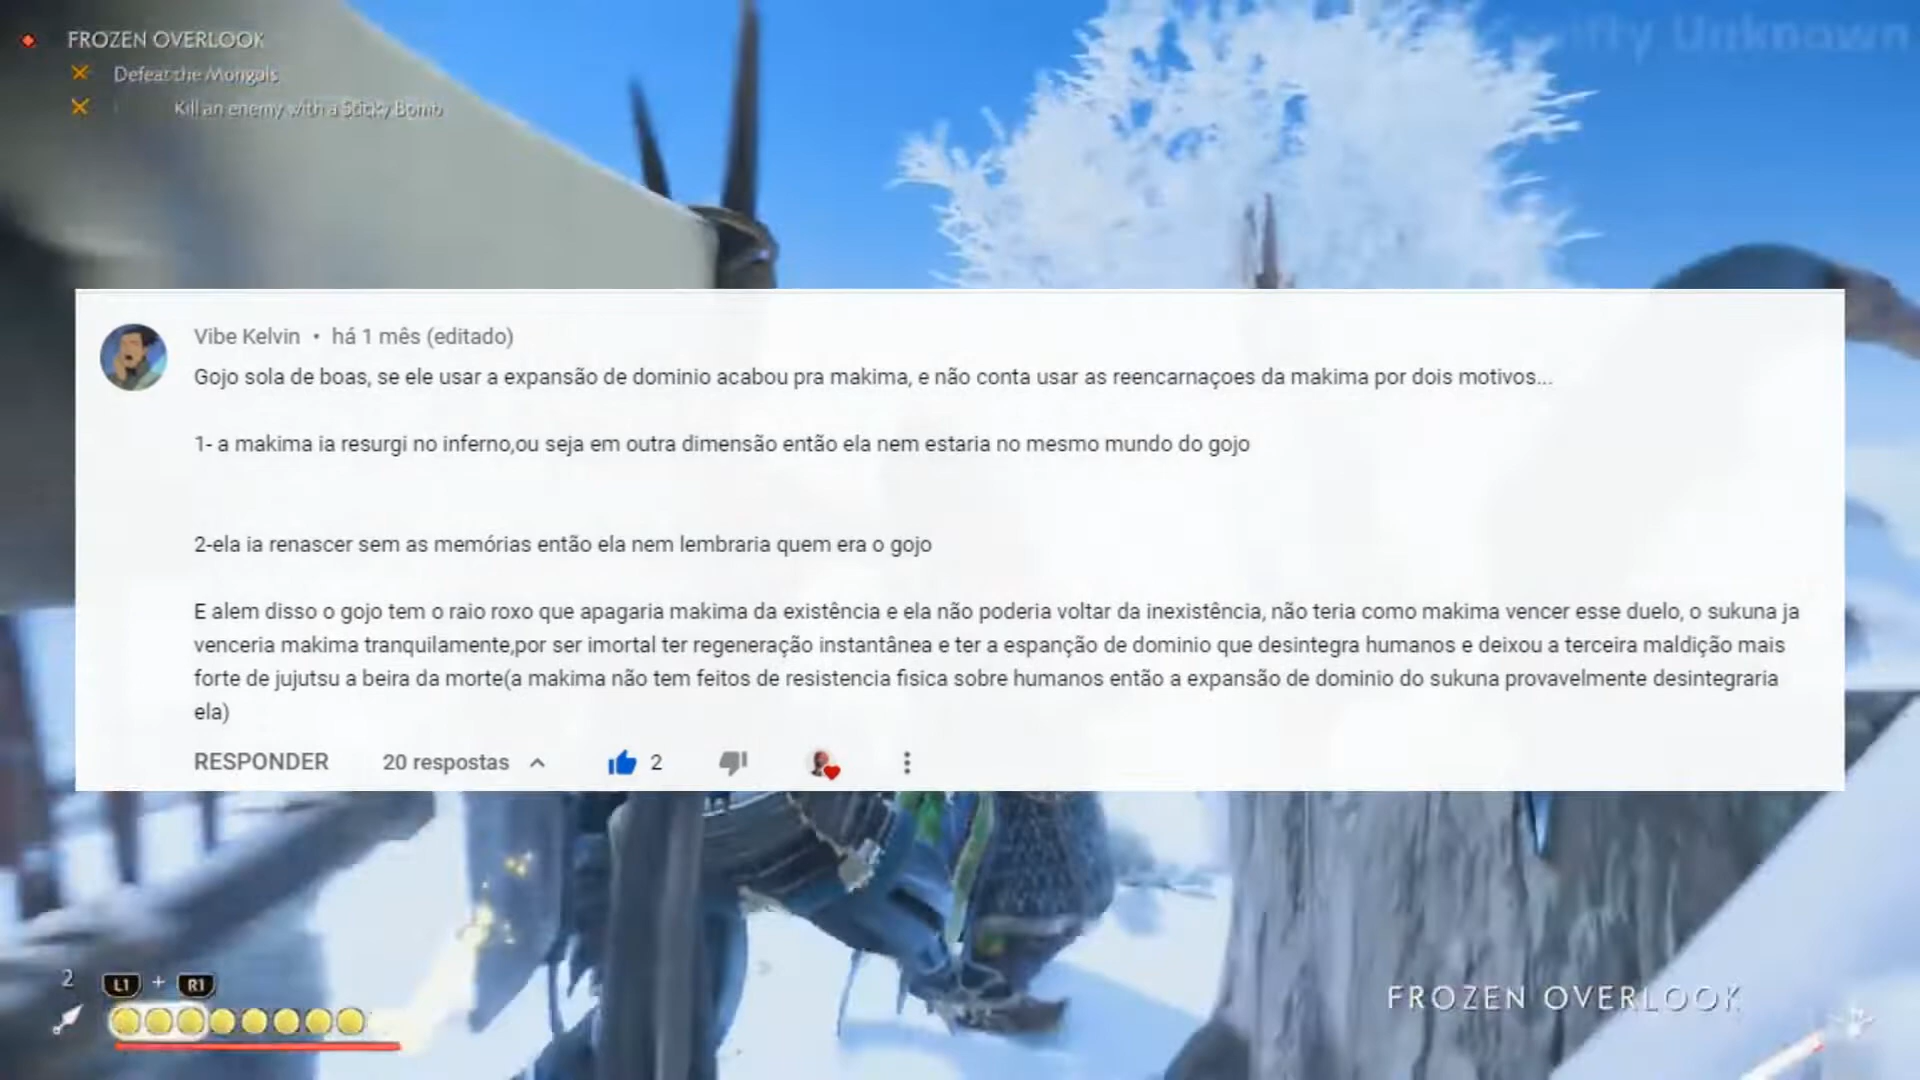 FROZEN OVERLOOK
Defeat the Mongols
Kill an enemy with a Sticky Bomb
Unknown
Vibe Kelvin • há 1 mês (editado)
Gojo sola de boas, se ele usar a expansão de dominio acabou pra makima, e não conta usar as reencarnaçoes da makima por dois motivos...
1- a makima ia resurgi no inferno,ou seja em outra dimensão então ela nem estaria no mesmo mundo do gojo
2-ela ia renascer sem as memórias então ela nem lembraria quem era o gojo
E alem disso o gojo tem o raio roxo que apagaria makima da existência e ela não poderia voltar da inexistência, não teria como makima vencer esse duelo, o sukuna ja
venceria makima tranquilamente,por ser imortal ter regeneração instantânea e ter a espanção de dominio que desintegra humanos e deixou a terceira maldição mais
forte de jujutsu a beira da morte(a makima não tem feitos de resistencia fisica sobre humanos então a expansão de dominio do sukuna provavelmente desintegraria
ela)
RESPONDER 20 respostas 2
2 L1 + R1
FROZEN OVERLOOK